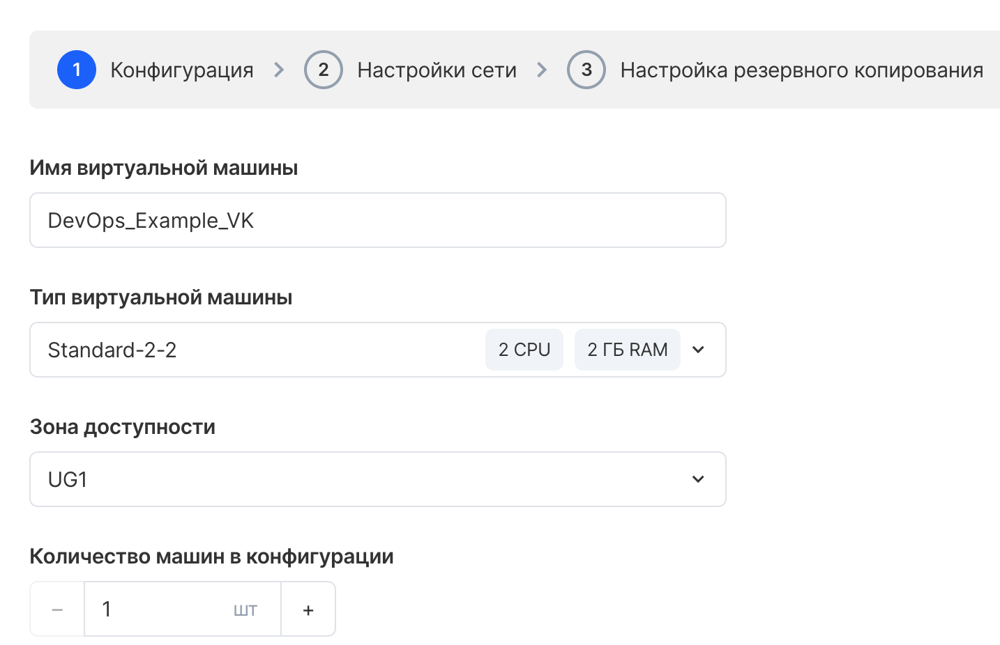 1 Конфигурация > 2 Настройки сети > 3 Настройка резервного копирования
Имя виртуальной машины
DevOps_Example_VK
Тип виртуальной машины
Standard-2-2 2 CPU 2 ГБ RAM
Зона доступности
UG1
Количество машин в конфигурации
− 1 шт +